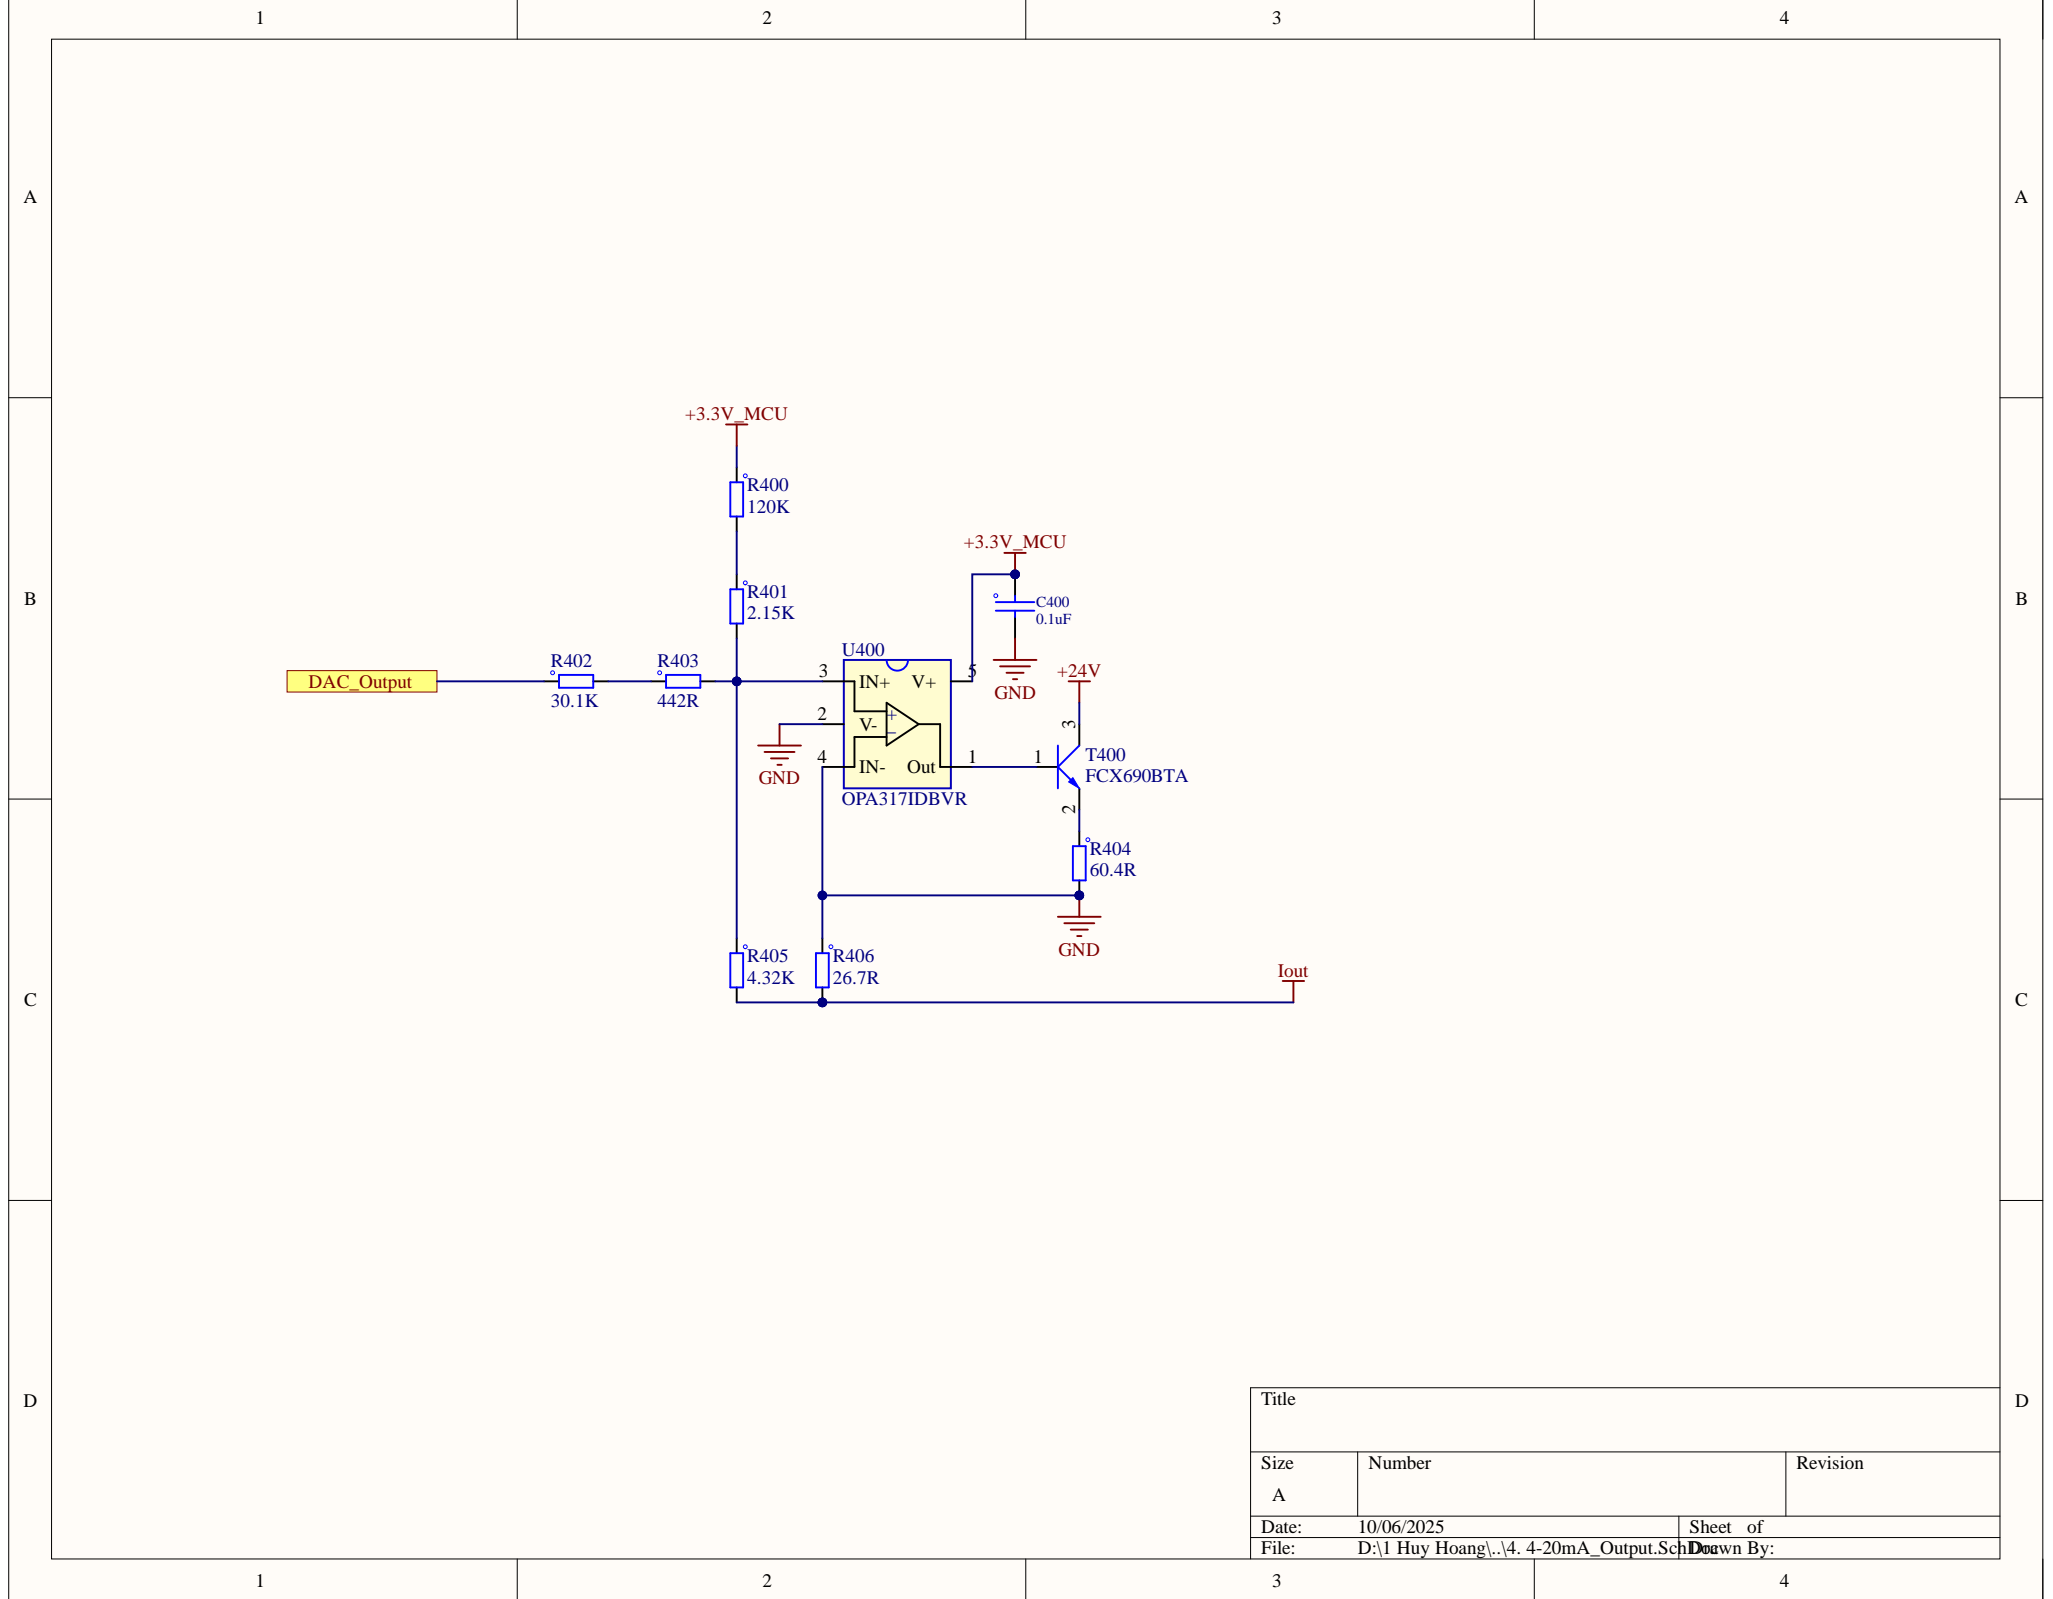 1
2
3
4
A
A
+3.3V_MCU
R400
120K
+3.3V_MCU
R401
2.15K
B
B
C400
0.1uF
U400
R402
R403
3
5
+24V
DAC_Output
IN+
V+
GND
30.1K
442R
2
V-
3
4
1
1
T400
GND
IN-
Out
FCX690BTA
OPA317IDBVR
2
R404
60.4R
GND
R405
R406
4.32K
26.7R
Iout
C
C
D
D
Title
Size
Number
Revision
A
Date:
10/06/2025
Sheet of
File:
D:\1 Huy Hoang\..\4. 4-20mA_Output.SchDoc
Drawn By:
1
2
3
4